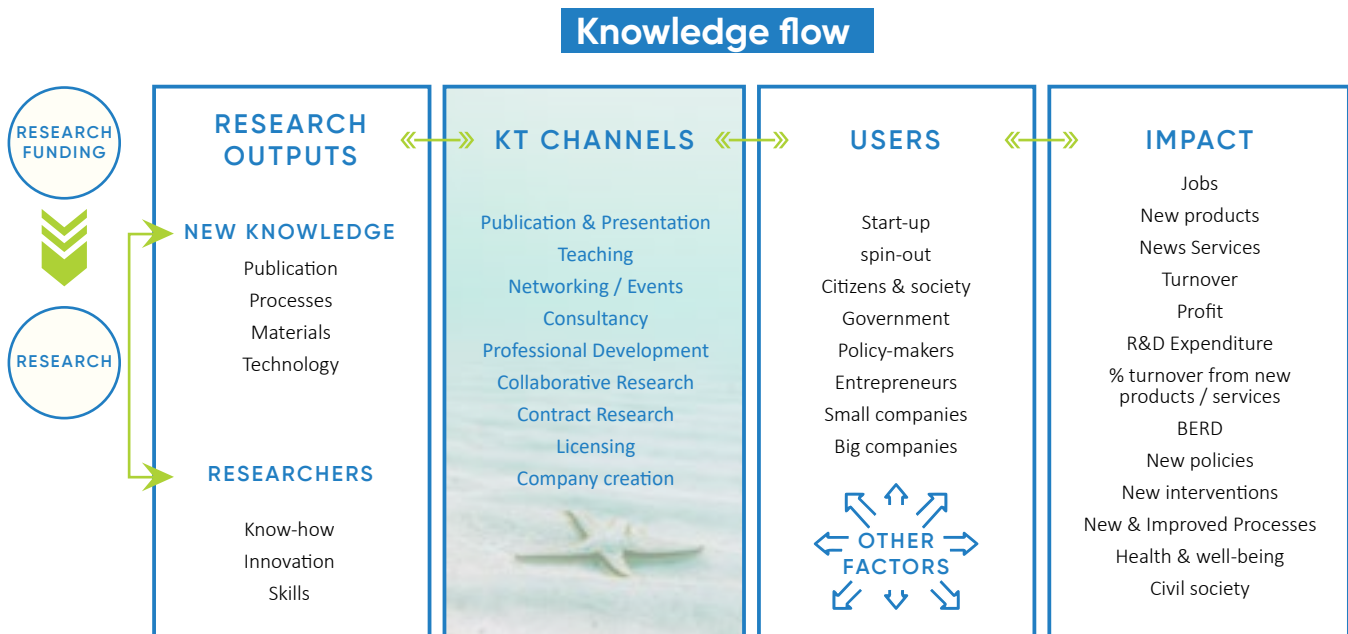 Knowledge flow
RESEARCH
FUNDING
RESEARCH
RESEARCH
OUTPUTS
NEW KNOWLEDGE
Publication
Processes
Materials
Technology
RESEARCHERS
Know-how
Innovation
Skills
KT CHANNELS
Publication & Presentation
Teaching
Networking / Events
Consultancy
Professional Development
Collaborative Research
Contract Research
Licensing
Company creation
USERS
Start-up
spin-out
Citizens & society
Government
Policy-makers
Entrepreneurs
Small companies
Big companies
OTHER
FACTORS
IMPACT
Jobs
New products
News Services
Turnover
Profit
R&D Expenditure
% turnover from new
products / services
BERD
New policies
New interventions
New & Improved Processes
Health & well-being
Civil society